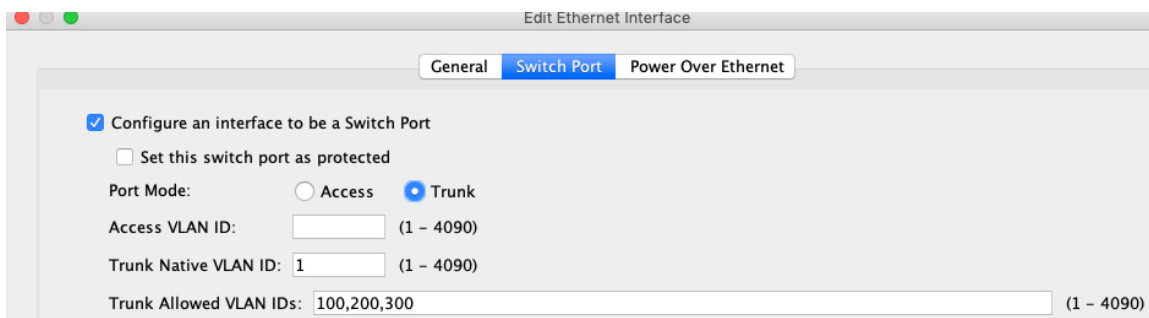 Edit Ethernet Interface
General Switch Port Power Over Ethernet
Configure an interface to be a Switch Port
Set this switch port as protected
Port Mode: Access Trunk
Access VLAN ID: (1 - 4090)
Trunk Native VLAN ID: 1 (1 - 4090)
Trunk Allowed VLAN IDs: 100,200,300 (1 - 4090)